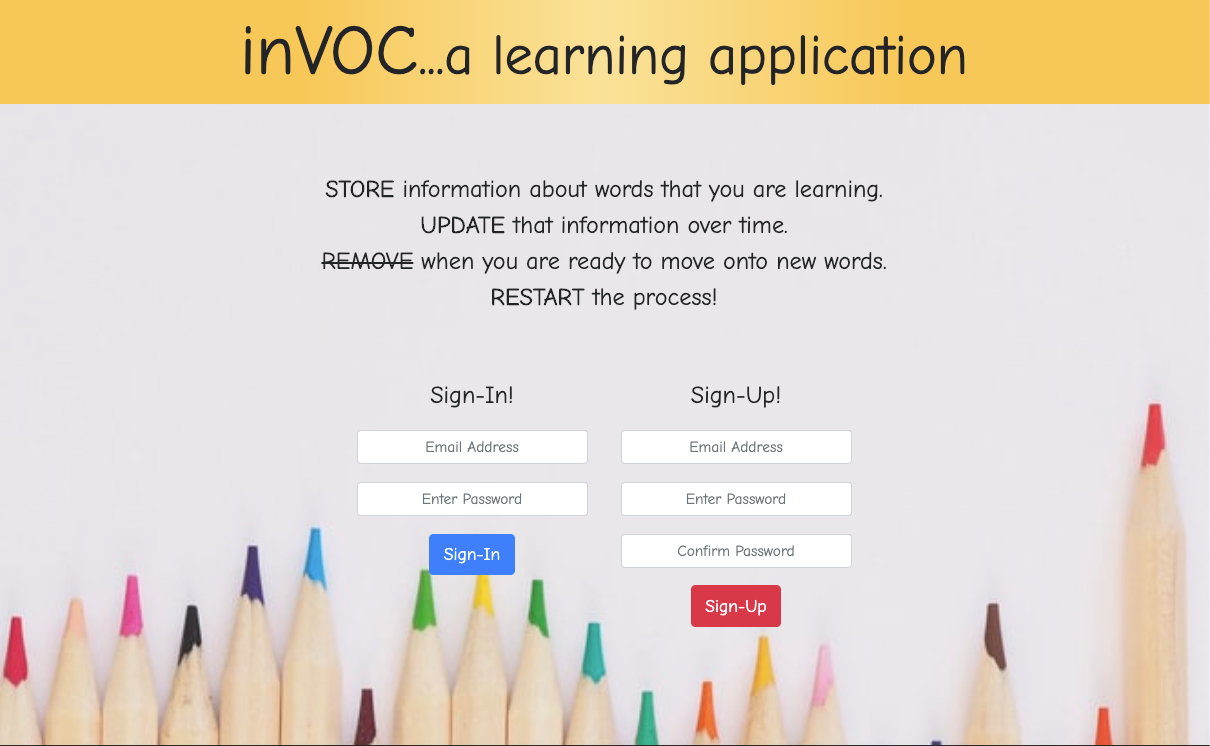 inVOC...a learning application
STORE information about words that you are learning.
UPDATE that information over time.
REMOVE when you are ready to move onto new words.
RESTART the process!
Sign-In!
Email Address
Enter Password
Sign-In
Sign-Up!
Email Address
Enter Password
Confirm Password
Sign-Up